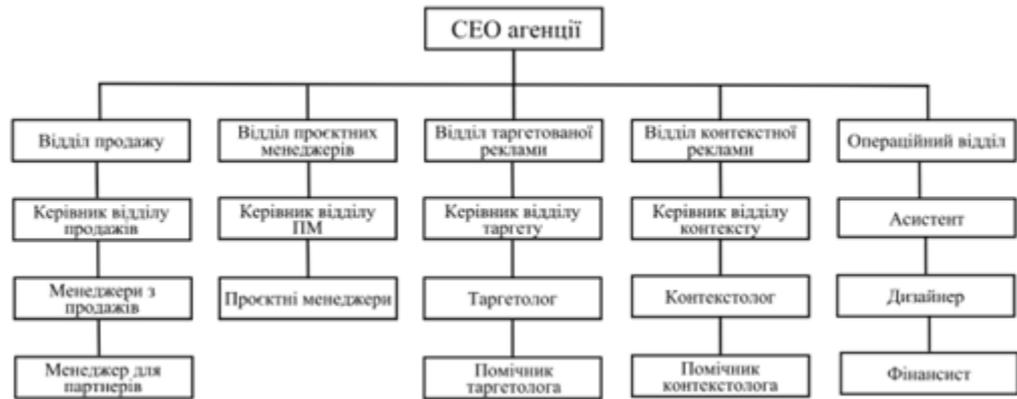 CEO агенції
Відділ продажу
Відділ проєктних
менеджерів
Відділ таргетованої
реклами
Відділ контекстної
реклами
Операційний відділ
Керівник відділу
продажів
Керівник відділу
ПМ
Керівник відділу
таргету
Керівник відділу
контексту
Асистент
Менеджери з
продажів
Проєктні менеджери
Таргетолог
Контекстолог
Дизайнер
Менеджер для
партнерів
Помічник
таргетолога
Помічник
контекстолога
Фінансист